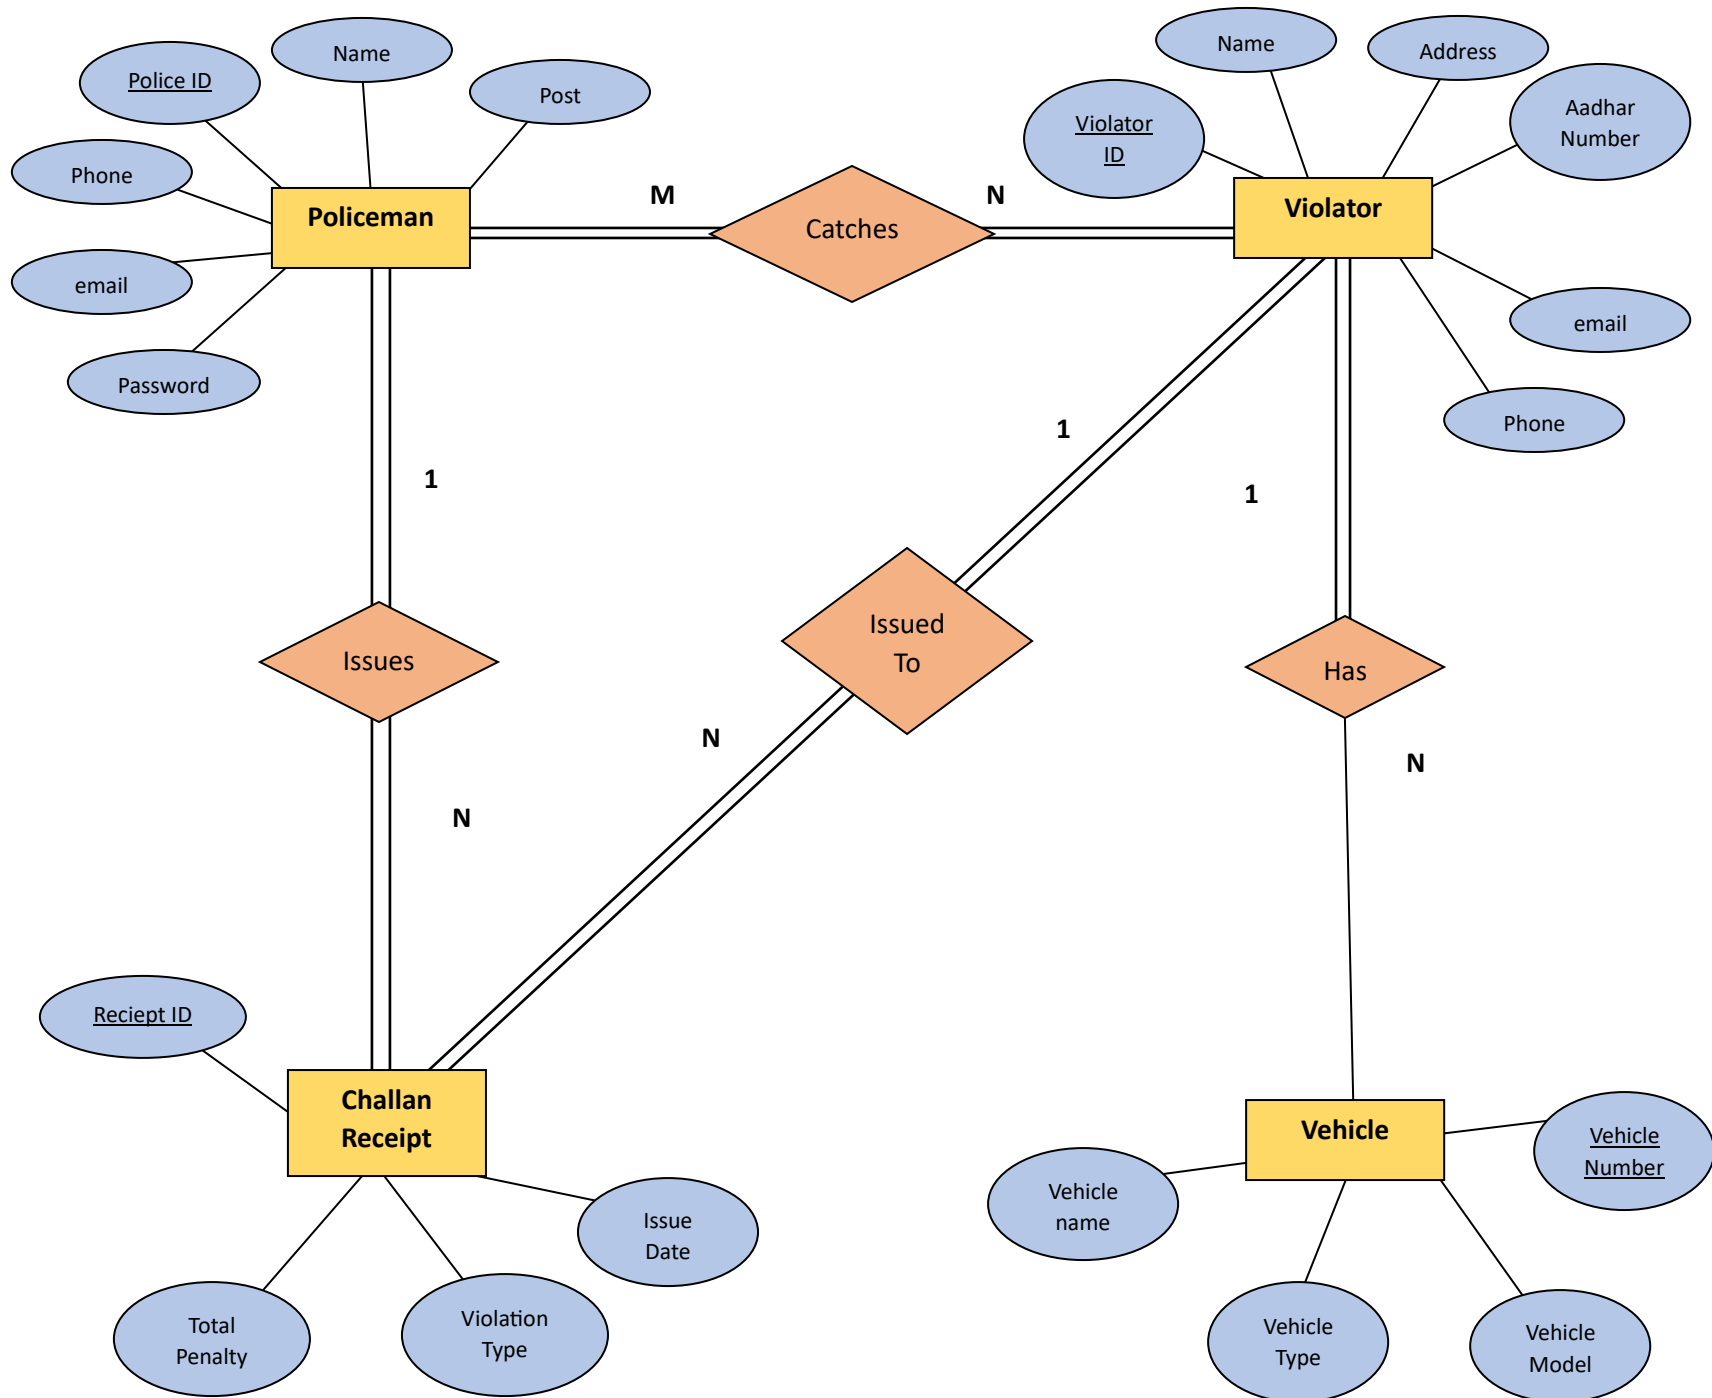 Name
Police ID
Post
Phone
Policeman
email
Password
M
Catches
N
Name
Address
Violator
ID
Aadhar
Number
Violator
email
Phone
1
1
1
Issues
Issued
To
Has
N
N
N
Reciept ID
Challan
Receipt
Issue
Date
Total
Penalty
Violation
Type
Vehicle
Vehicle
Number
Vehicle
name
Vehicle
Type
Vehicle
Model